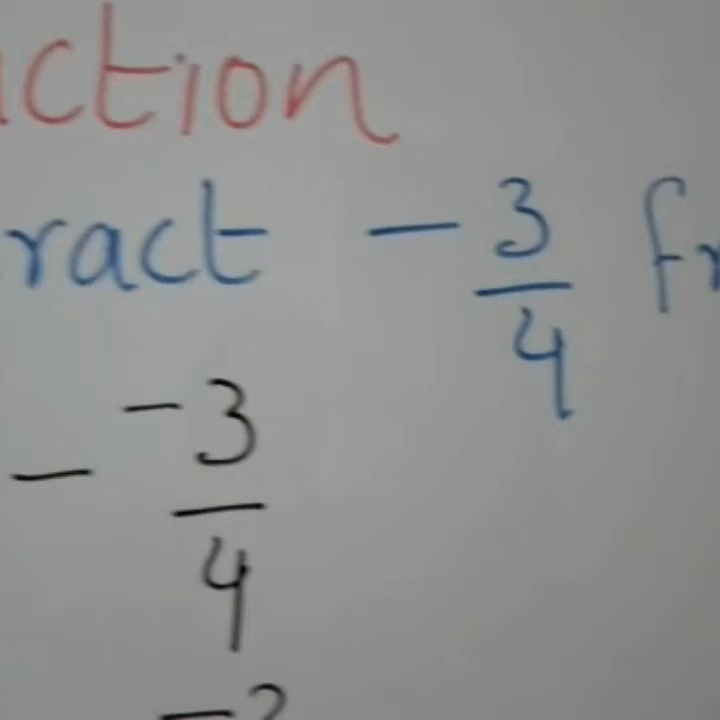 ction
ract - 3/4 fr
- -3/4